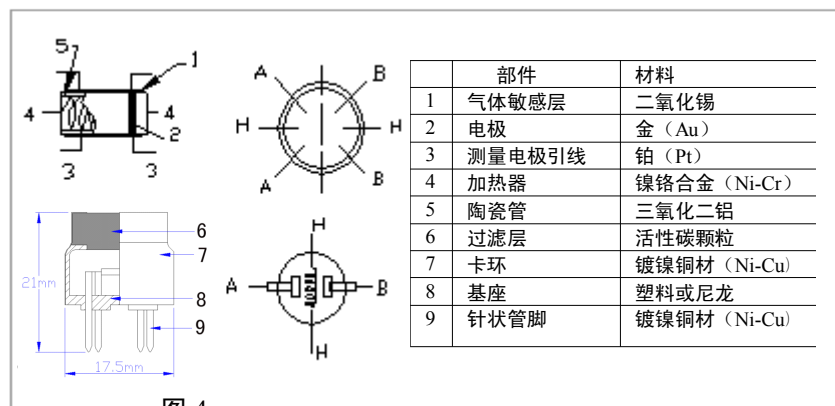 5
1
4
4
2
3
3
A
B
H
H
A
B
6
7
8
9
21mm
17.5mm
H
A
B
H
部件 材料
1 气体敏感层 二氧化锡
2 电极 金（Au）
3 测量电极引线 铂（Pt）
4 加热器 镍铬合金（Ni-Cr）
5 陶瓷管 三氧化二铝
6 过滤层 活性碳颗粒
7 卡环 镀镍铜材（Ni-Cu）
8 基座 塑料或尼龙
9 针状管脚 镀镍铜材（Ni-Cu）